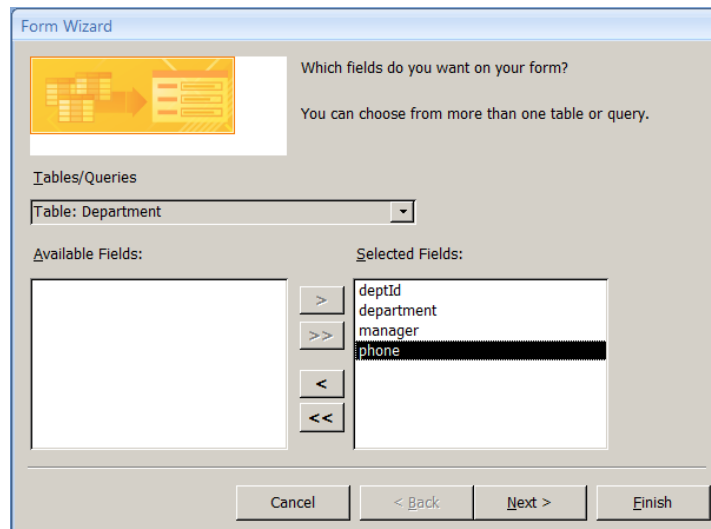 Form Wizard
Which fields do you want on your form?
You can choose from more than one table or query.
Tables/Queries
Table: Department
Available Fields:
Selected Fields:
deptId
department
manager
phone
>
>>
<
<<
Cancel
< Back
Next >
Finish